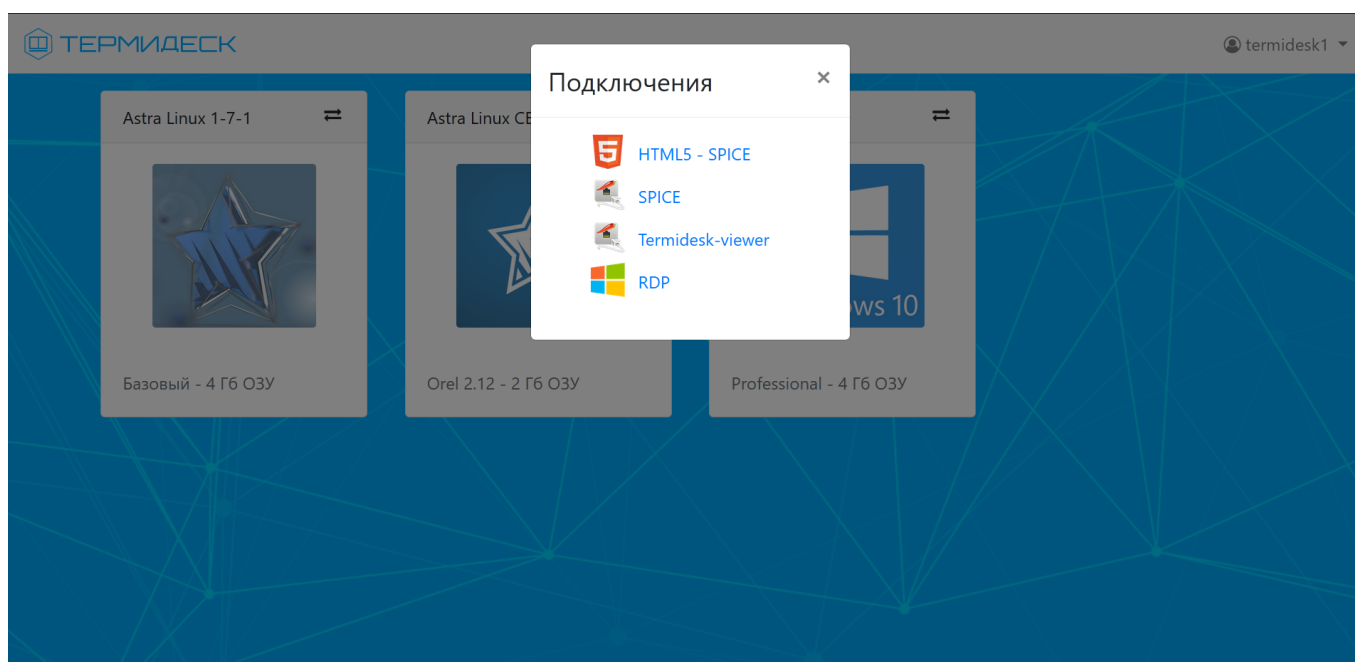 ТЕРМИДЕСК
termidesk1
Подключения
×
Astra Linux 1-7-1
Astra Linux CE
HTML5 - SPICE
SPICE
Termidesk-viewer
RDP
ws 10
Базовый - 4 Гб ОЗУ
Orel 2.12 - 2 Гб ОЗУ
Professional - 4 Гб ОЗУ